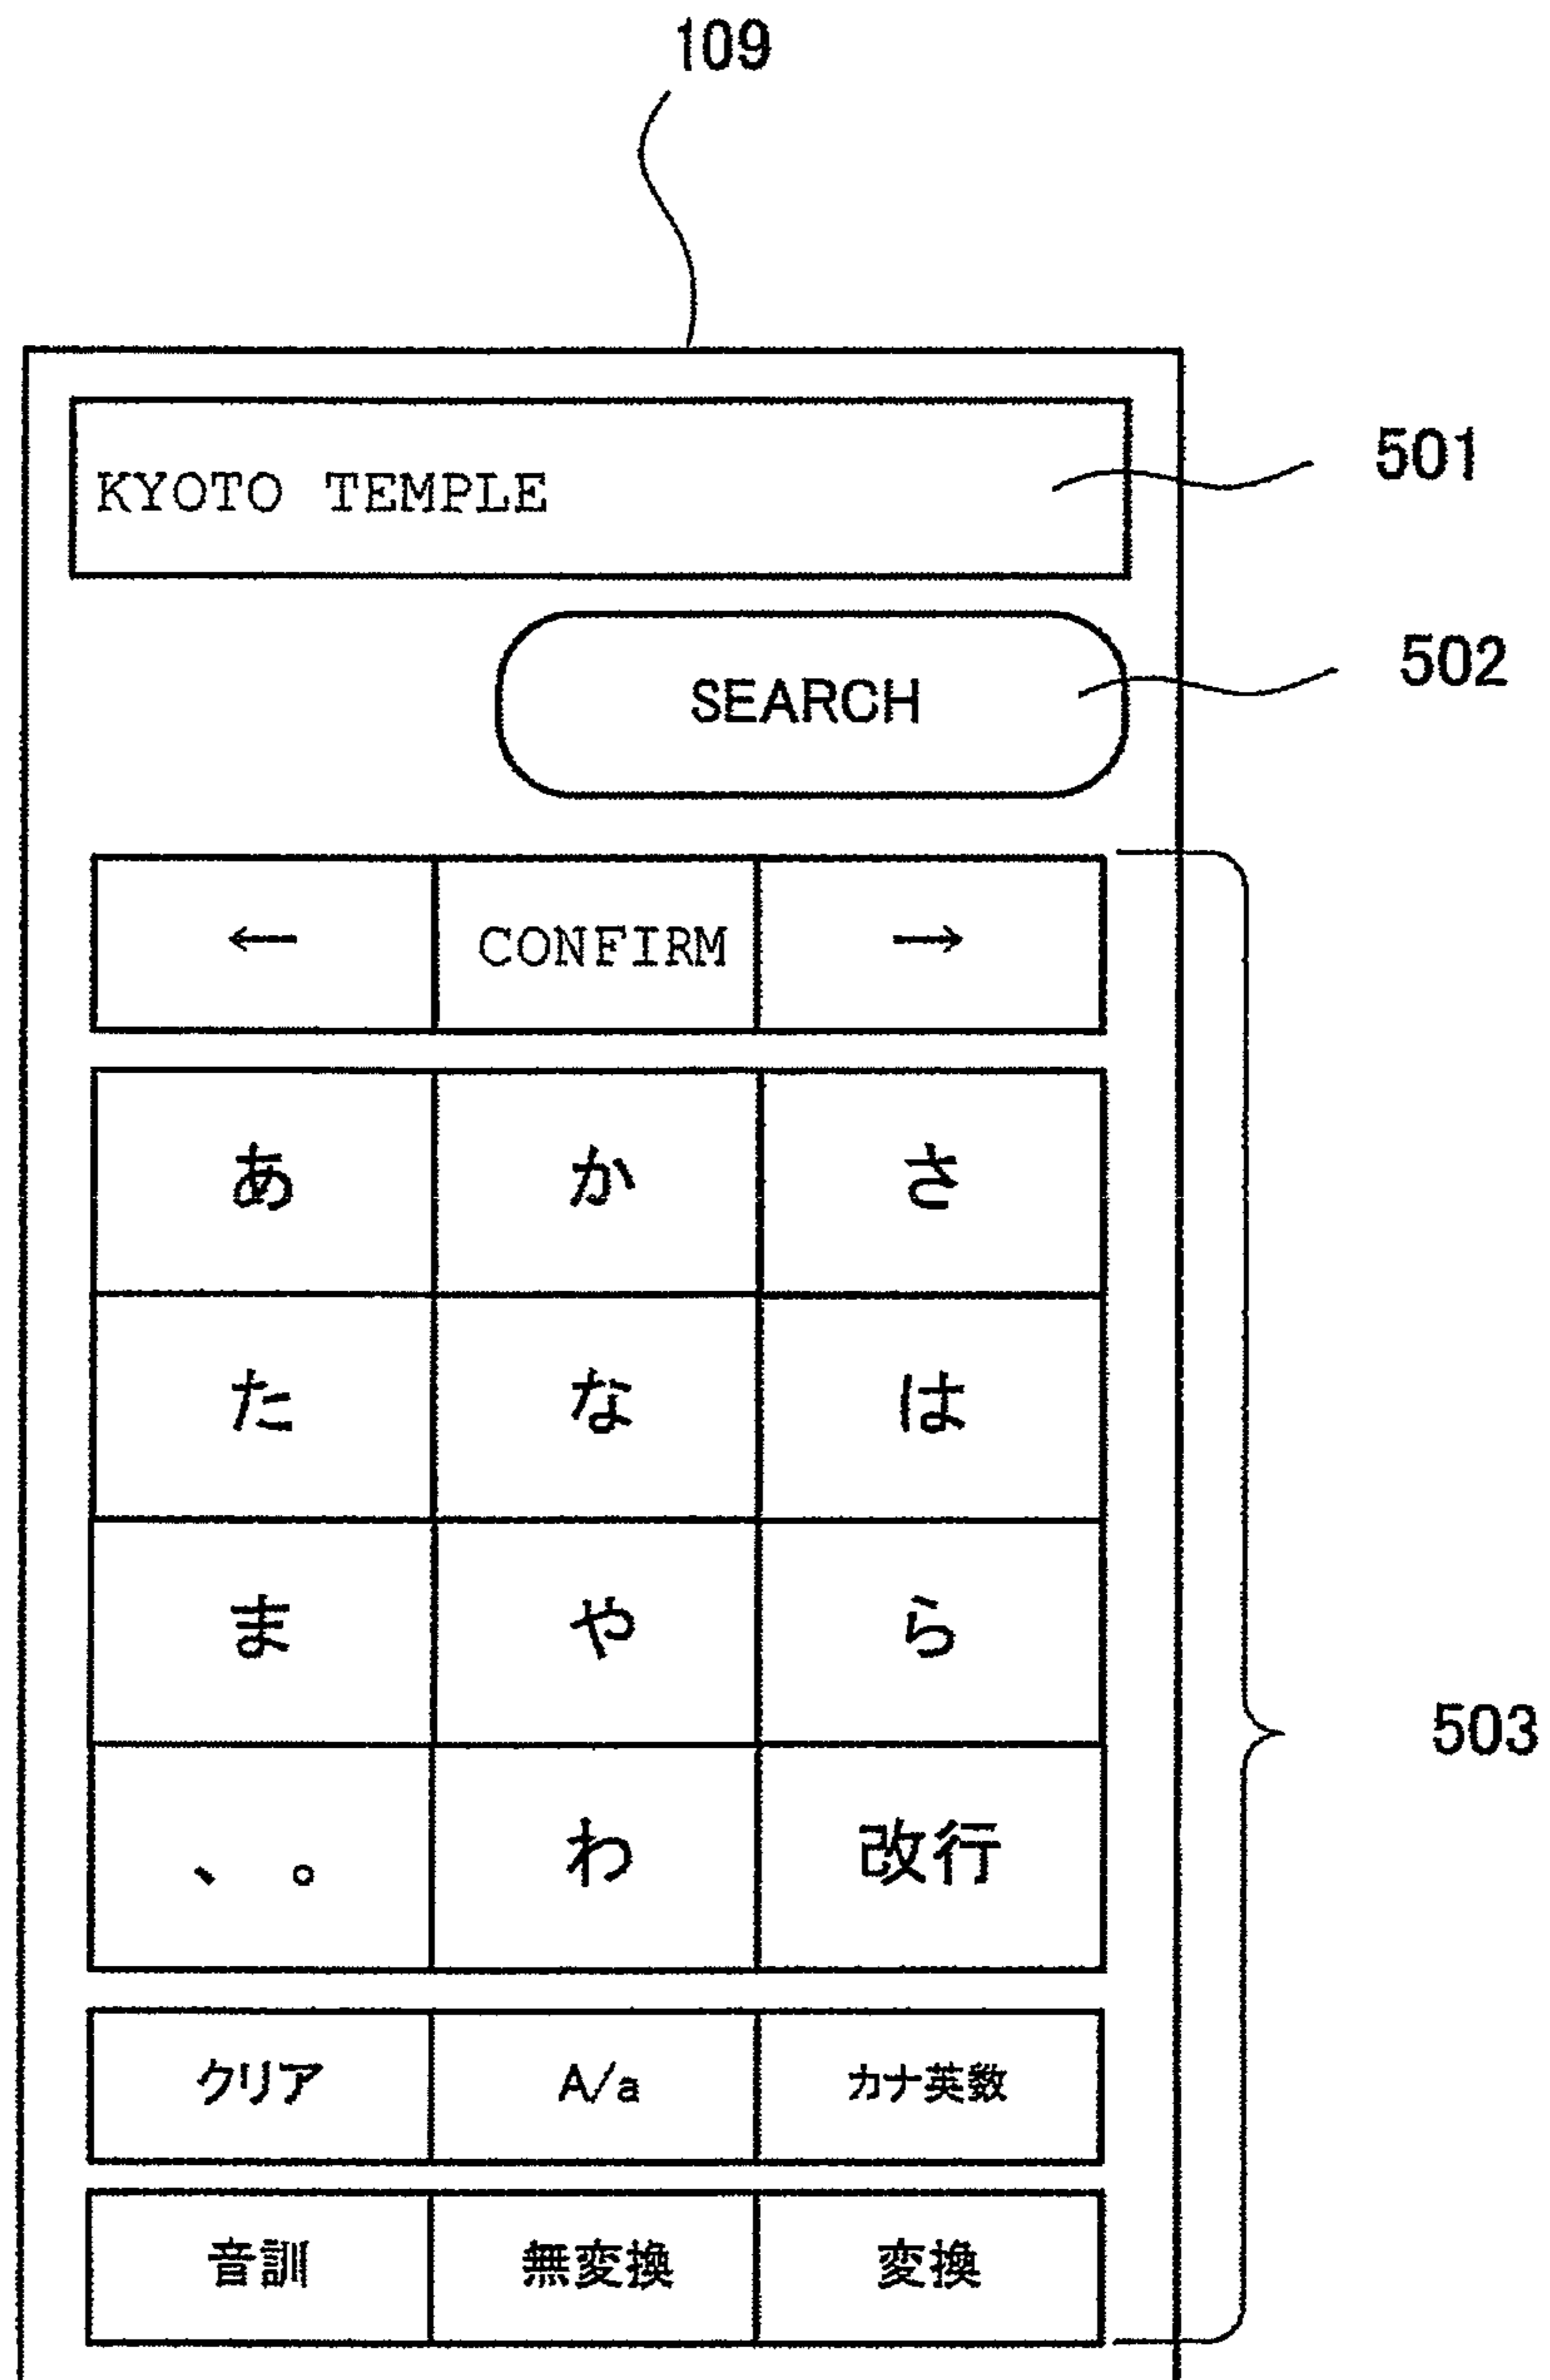 109
KYOTO TEMPLE 501
SEARCH 502
← CONFIRM →
あ か さ
た な は
ま や ら
503
、。 わ 改行
クリア A/a カナ英数
音訓 無変換 変換